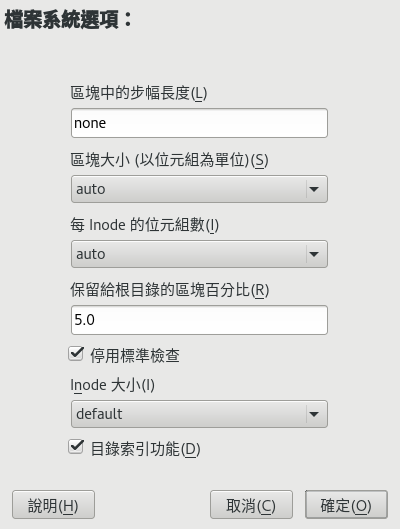 檔案系統選項：
區塊中的步幅長度(L)
none
區塊大小 (以位元組為單位)(S)
auto
每 Inode 的位元組數(I)
auto
保留給根目錄的區塊百分比(R)
5.0
停用標準檢查
Inode 大小(I)
default
目錄索引功能(D)
說明(H) 取消(C) 確定(O)